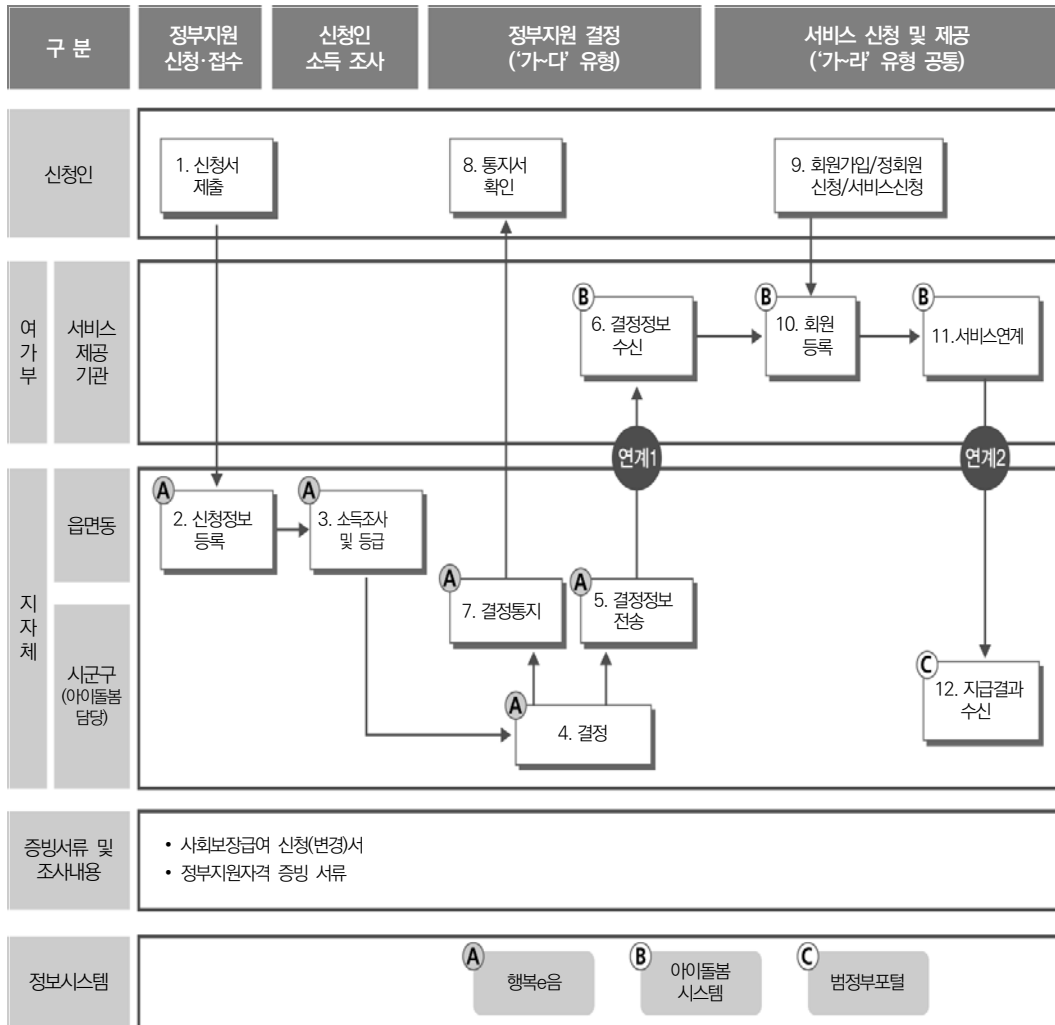 구 분
정부지원
신청·접수
신청인
소득 조사
정부지원 결정
(‘가~다’ 유형)
서비스 신청 및 제공
(‘가~라’ 유형 공통)
신청인
1. 신청서
제출
8. 통지서
확인
9. 회원가입/정회원
신청/서비스신청
여
가
부
서비스
제공
기관
B
6. 결정정보
수신
B
10. 회원
등록
B
11.서비스연계
연계1
연계2
지
자
체
읍면동
A
2. 신청정보
등록
A
3. 소득조사
및 등급
A
7. 결정통지
A
5. 결정정보
전송
시군구
(아이돌봄
담당)
A
4. 결정
C
12. 지급결과
수신
증빙서류 및
조사내용
• 사회보장급여 신청(변경)서
• 정부지원자격 증빙 서류
정보시스템
A
행복e음
B
아이돌봄
시스템
C
범정부포털